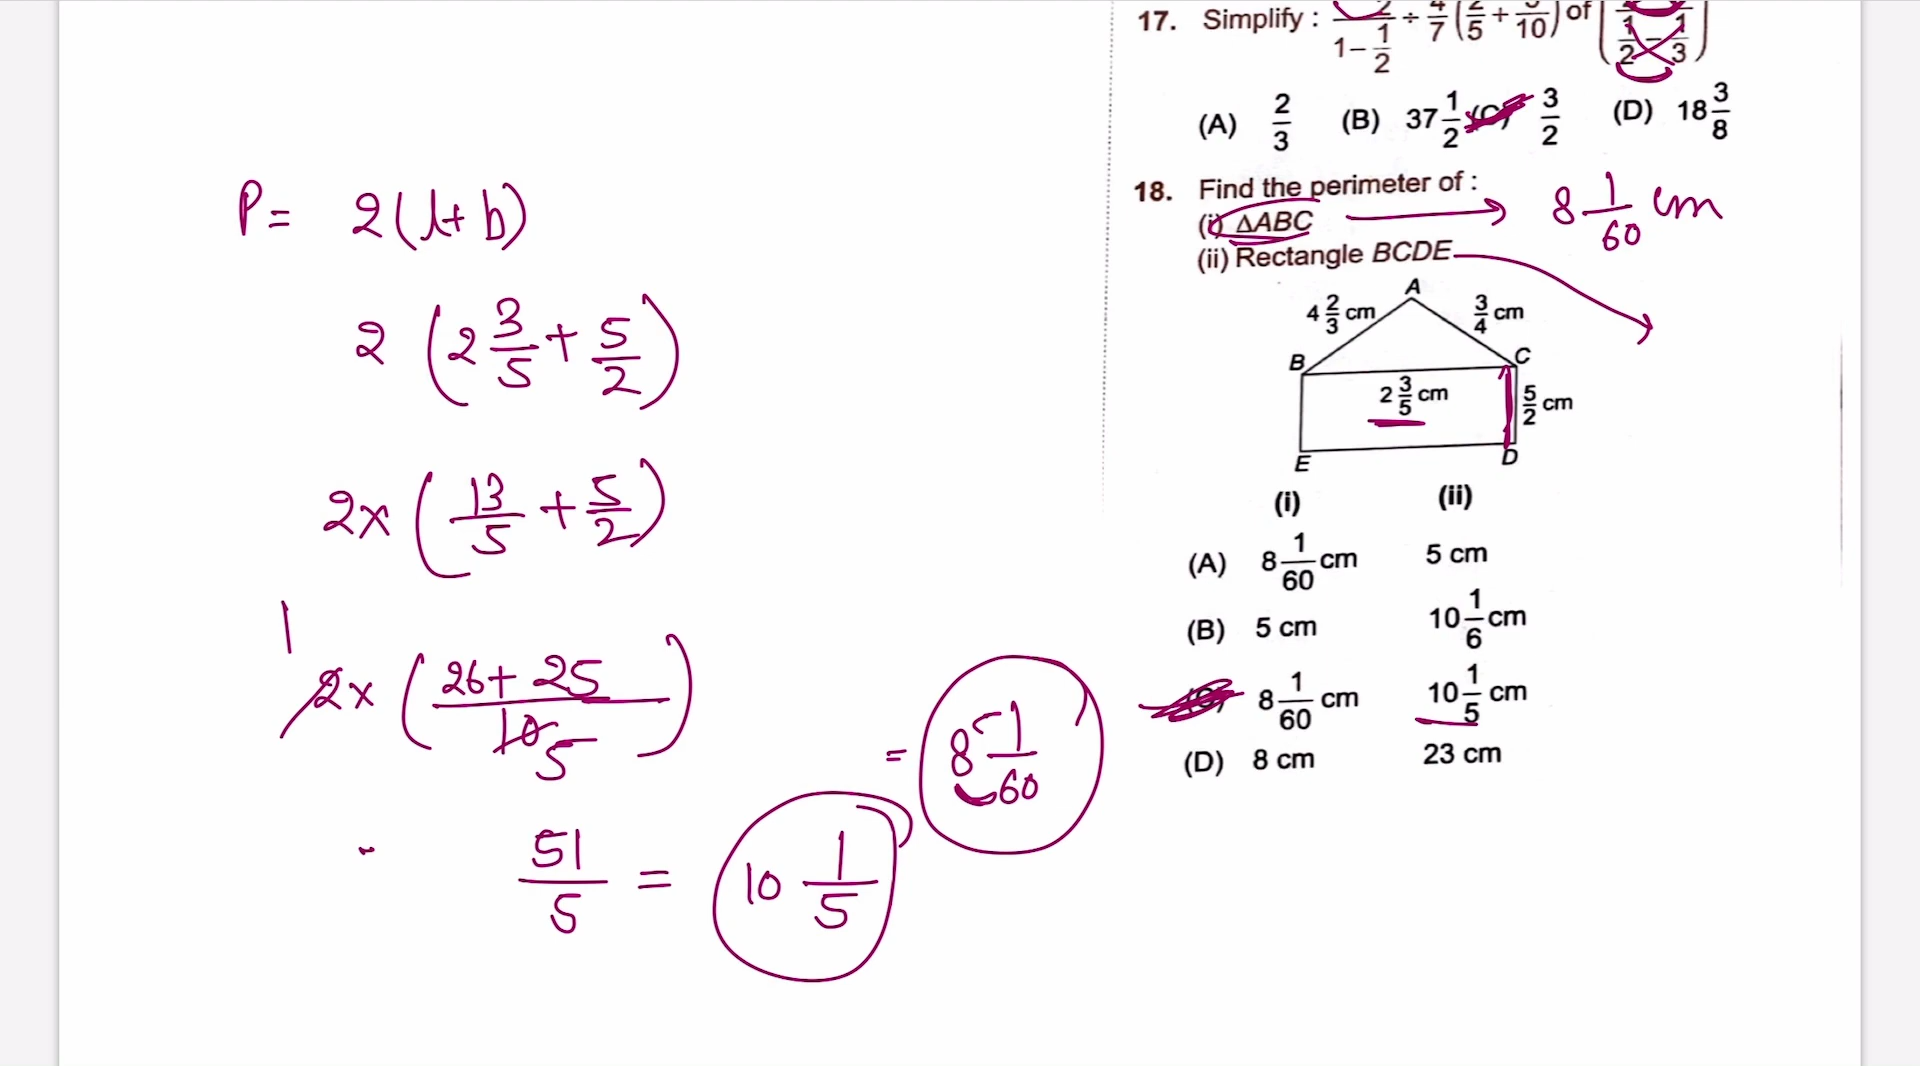 P= 2(l+b)
2 (2 3/5 + 5/2)
2x (13/5 + 5/2)
1
2x (26+25/10 5)
51/5 = 10 1/5
= 8 1/60
17. Simplify : 1-1/2 ÷ 4/7 (2/5 + /10) of (1/2 - 1/3)
(A) 2/3 (B) 37 1/2 (C) 3/2 (D) 18 3/8
18. Find the perimeter of :
(i) ΔABC 8 1/60 cm
(ii) Rectangle BCDE
A
4 2/3 cm 3/4 cm
B C
2 3/5 cm 5/2 cm
E D
(i) (ii)
(A) 8 1/60 cm 5 cm
(B) 5 cm 10 1/6 cm
(C) 8 1/60 cm 10 1/5 cm
(D) 8 cm 23 cm